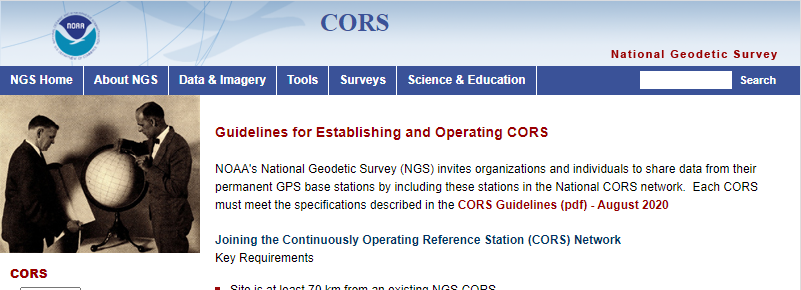 NOAA
CORS
National Geodetic Survey
NGS Home About NGS Data & Imagery Tools Surveys Science & Education Search
Guidelines for Establishing and Operating CORS
NOAA's National Geodetic Survey (NGS) invites organizations and individuals to share data from their
permanent GPS base stations by including these stations in the National CORS network. Each CORS
must meet the specifications described in the CORS Guidelines (pdf) - August 2020
Joining the Continuously Operating Reference Station (CORS) Network
Key Requirements
CORS
Site is at least 70 km from an existing NGS CORS